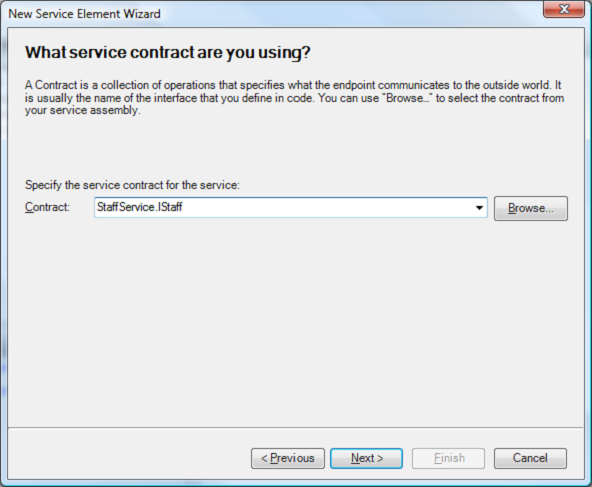 New Service Element Wizard
What service contract are you using?
A Contract is a collection of operations that specifies what the endpoint communicates to the outside world. It
is usually the name of the interface that you define in code. You can use "Browse..." to select the contract from
your service assembly.
Specify the service contract for the service:
Contract: StaffService.IStaff Browse...
< Previous Next > Finish Cancel